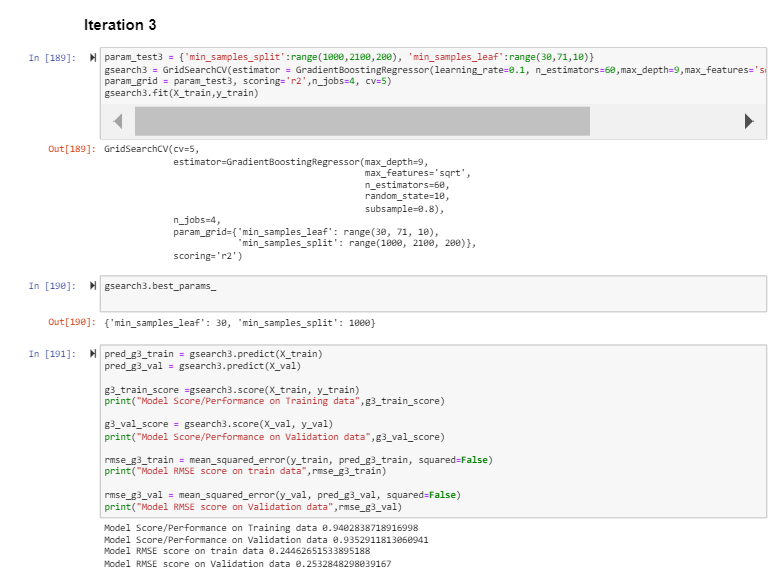 Iteration 3
In [189]: param_test3 = {'min_samples_split':range(1000,2100,200), 'min_samples_leaf':range(30,71,10)}
gsearch3 = GridSearchCV(estimator = GradientBoostingRegressor(learning_rate=0.1, n_estimators=60,max_depth=9,max_features='s
param_grid = param_test3, scoring='r2',n_jobs=4, cv=5)
gsearch3.fit(X_train,y_train)
Out[189]: GridSearchCV(cv=5,
estimator=GradientBoostingRegressor(max_depth=9,
max_features='sqrt',
n_estimators=60,
random_state=10,
subsample=0.8),
n_jobs=4,
param_grid={'min_samples_leaf': range(30, 71, 10),
'min_samples_split': range(1000, 2100, 200)},
scoring='r2')
In [190]: gsearch3.best_params_
Out[190]: {'min_samples_leaf': 30, 'min_samples_split': 1000}
In [191]: pred_g3_train = gsearch3.predict(X_train)
pred_g3_val = gsearch3.predict(X_val)
g3_train_score =gsearch3.score(X_train, y_train)
print("Model Score/Performance on Training data",g3_train_score)
g3_val_score = gsearch3.score(X_val, y_val)
print("Model Score/Performance on Validation data",g3_val_score)
rmse_g3_train = mean_squared_error(y_train, pred_g3_train, squared=False)
print("Model RMSE score on train data",rmse_g3_train)
rmse_g3_val = mean_squared_error(y_val, pred_g3_val, squared=False)
print("Model RMSE score on Validation data",rmse_g3_val)
Model Score/Performance on Training data 0.9402838718916998
Model Score/Performance on Validation data 0.9352911813060941
Model RMSE score on train data 0.24462651533895188
Model RMSE score on Validation data 0.2532848298039167